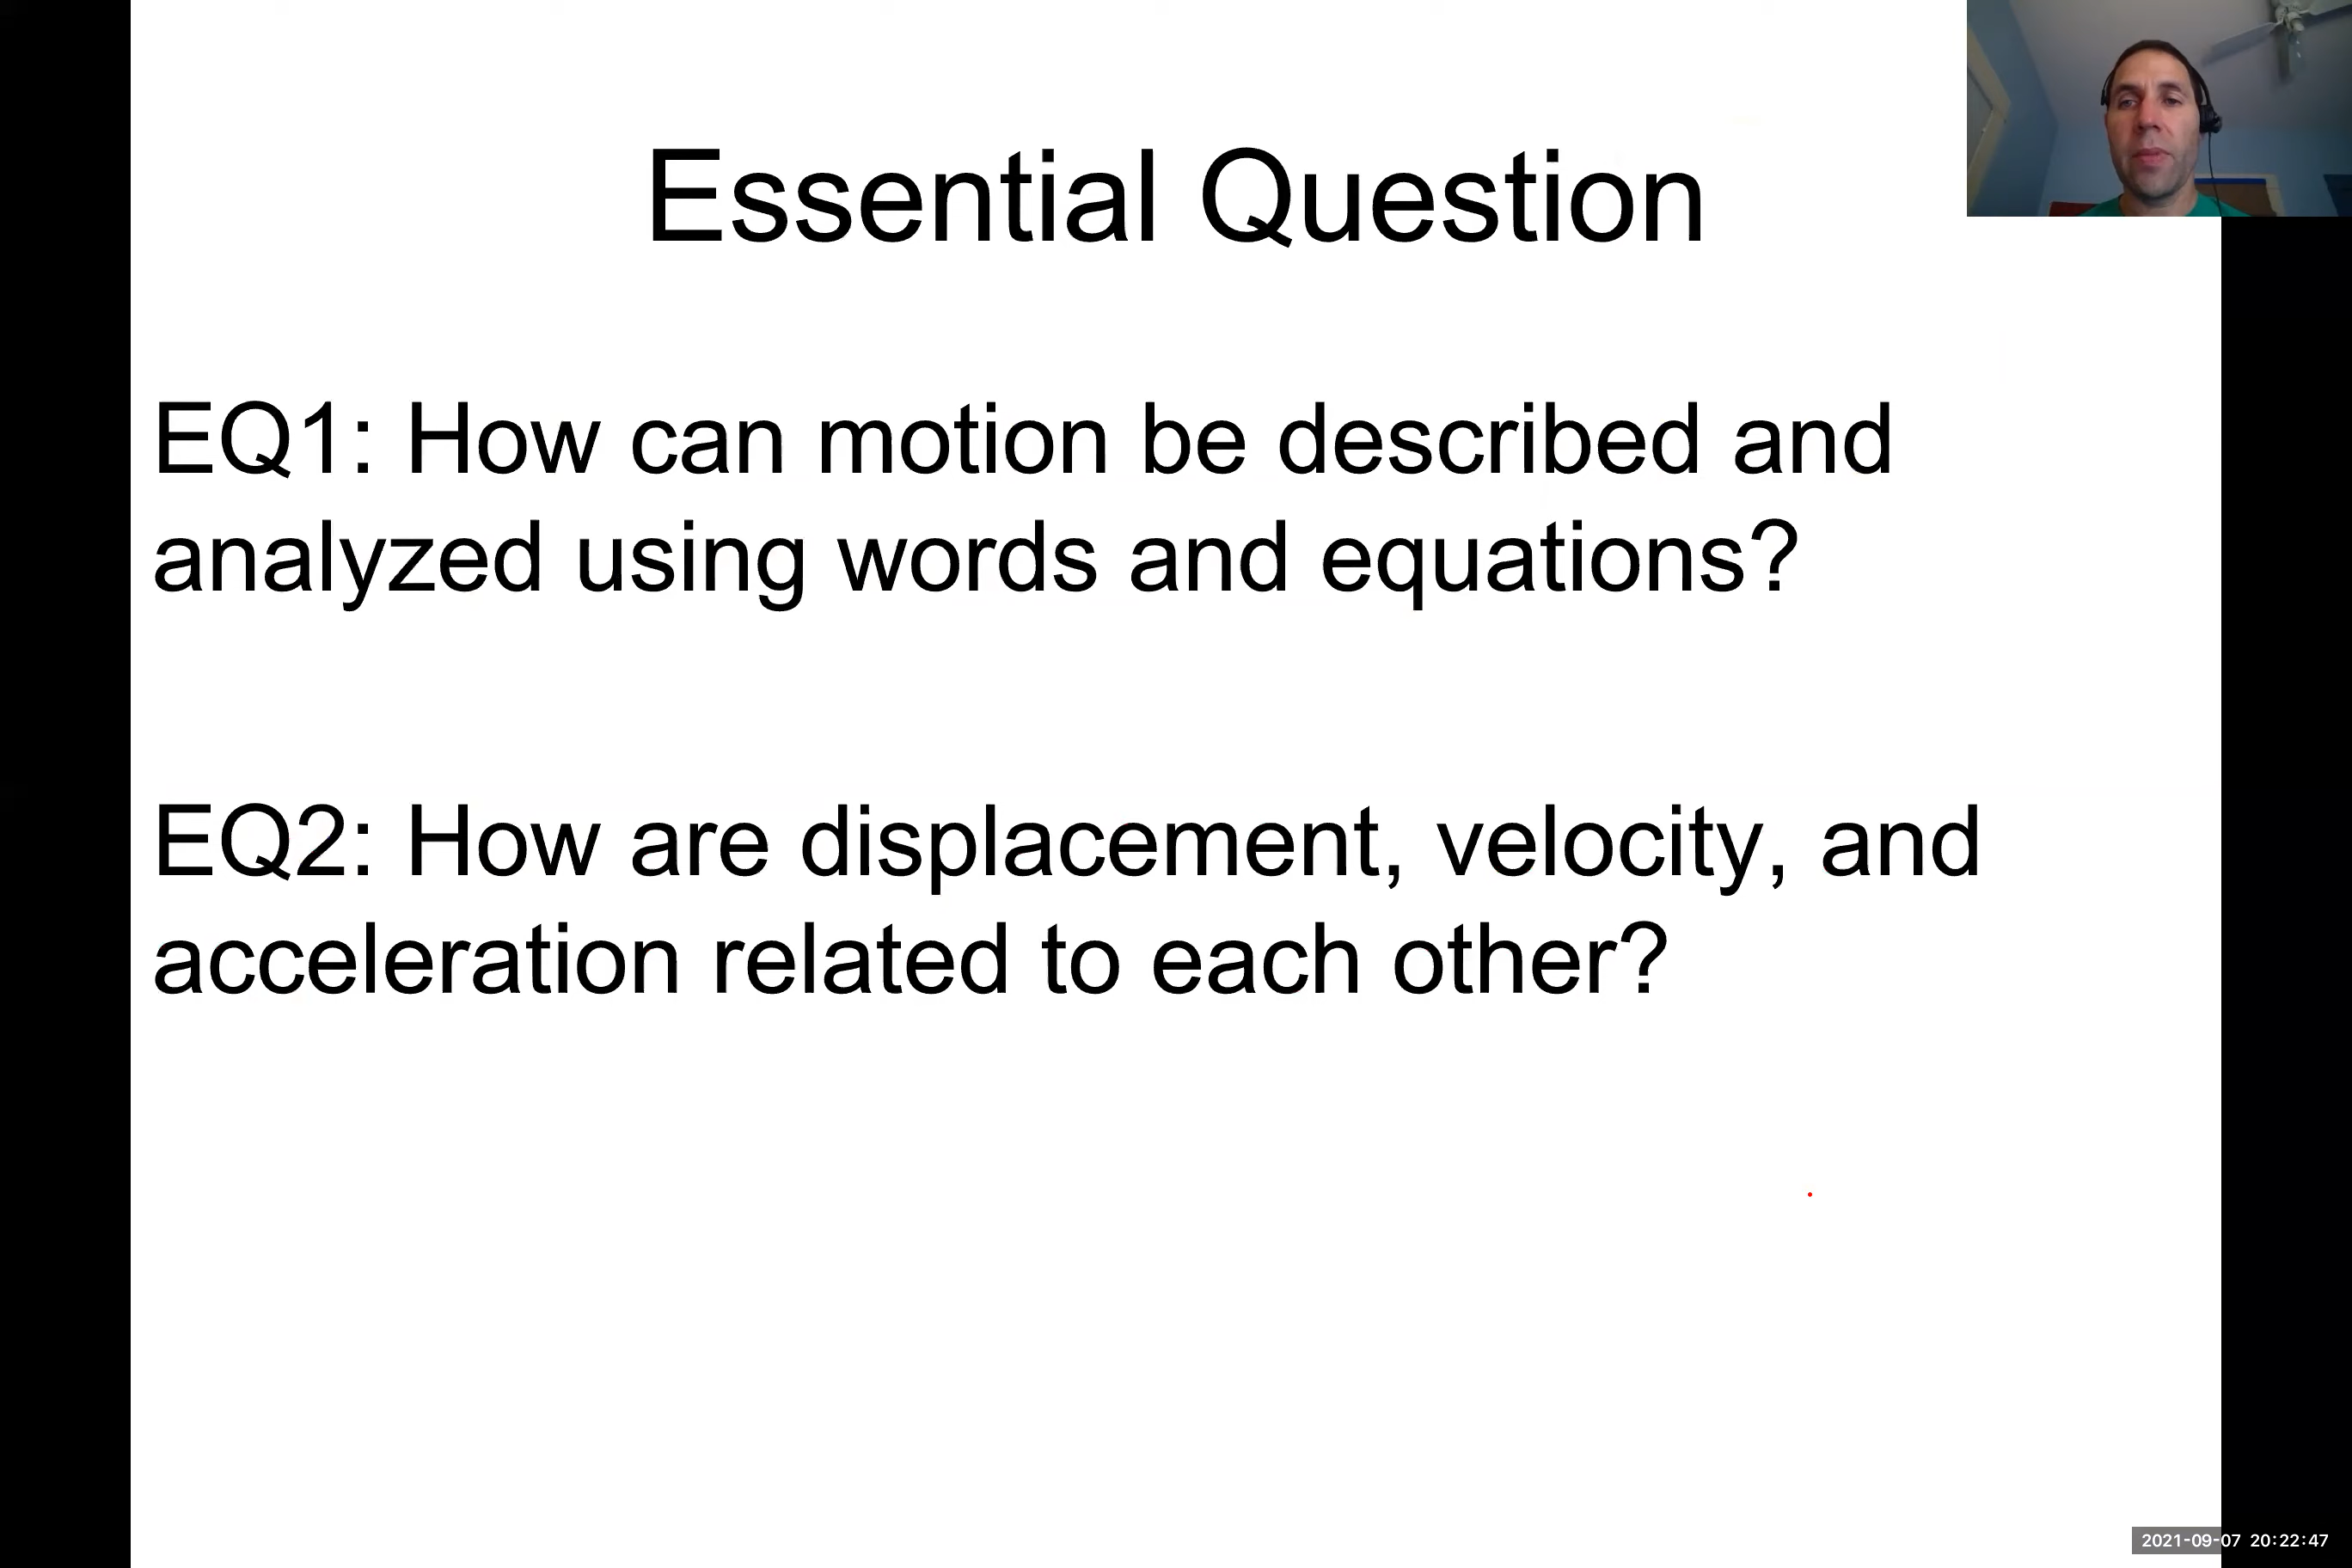 Essential Question
EQ1: How can motion be described and
analyzed using words and equations?
EQ2: How are displacement, velocity, and
acceleration related to each other?
2021-09-07 20:22:47